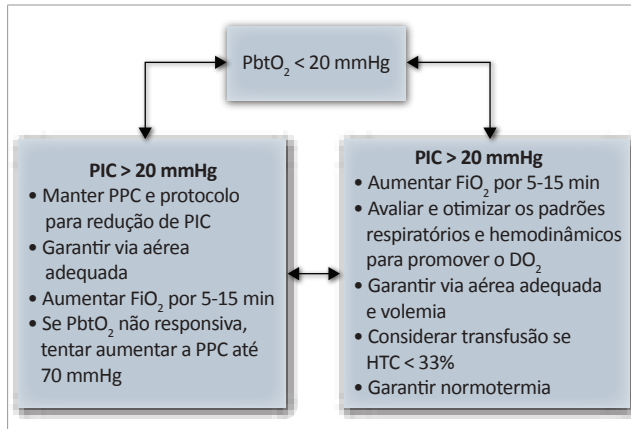 PbtO₂ < 20 mmHg
PIC > 20 mmHg
• Manter PPC e protocolo
para redução de PIC
• Garantir via aérea
adequada
• Aumentar FiO₂ por 5-15 min
• Se PbtO₂ não responsiva,
tentar aumentar a PPC até
70 mmHg
PIC > 20 mmHg
• Aumentar FiO₂ por 5-15 min
• Avaliar e otimizar os padrões
respiratórios e hemodinâmicos
para promover o DO₂
• Garantir via aérea adequada
e volemia
• Considerar transfusão se
HTC < 33%
• Garantir normotermia